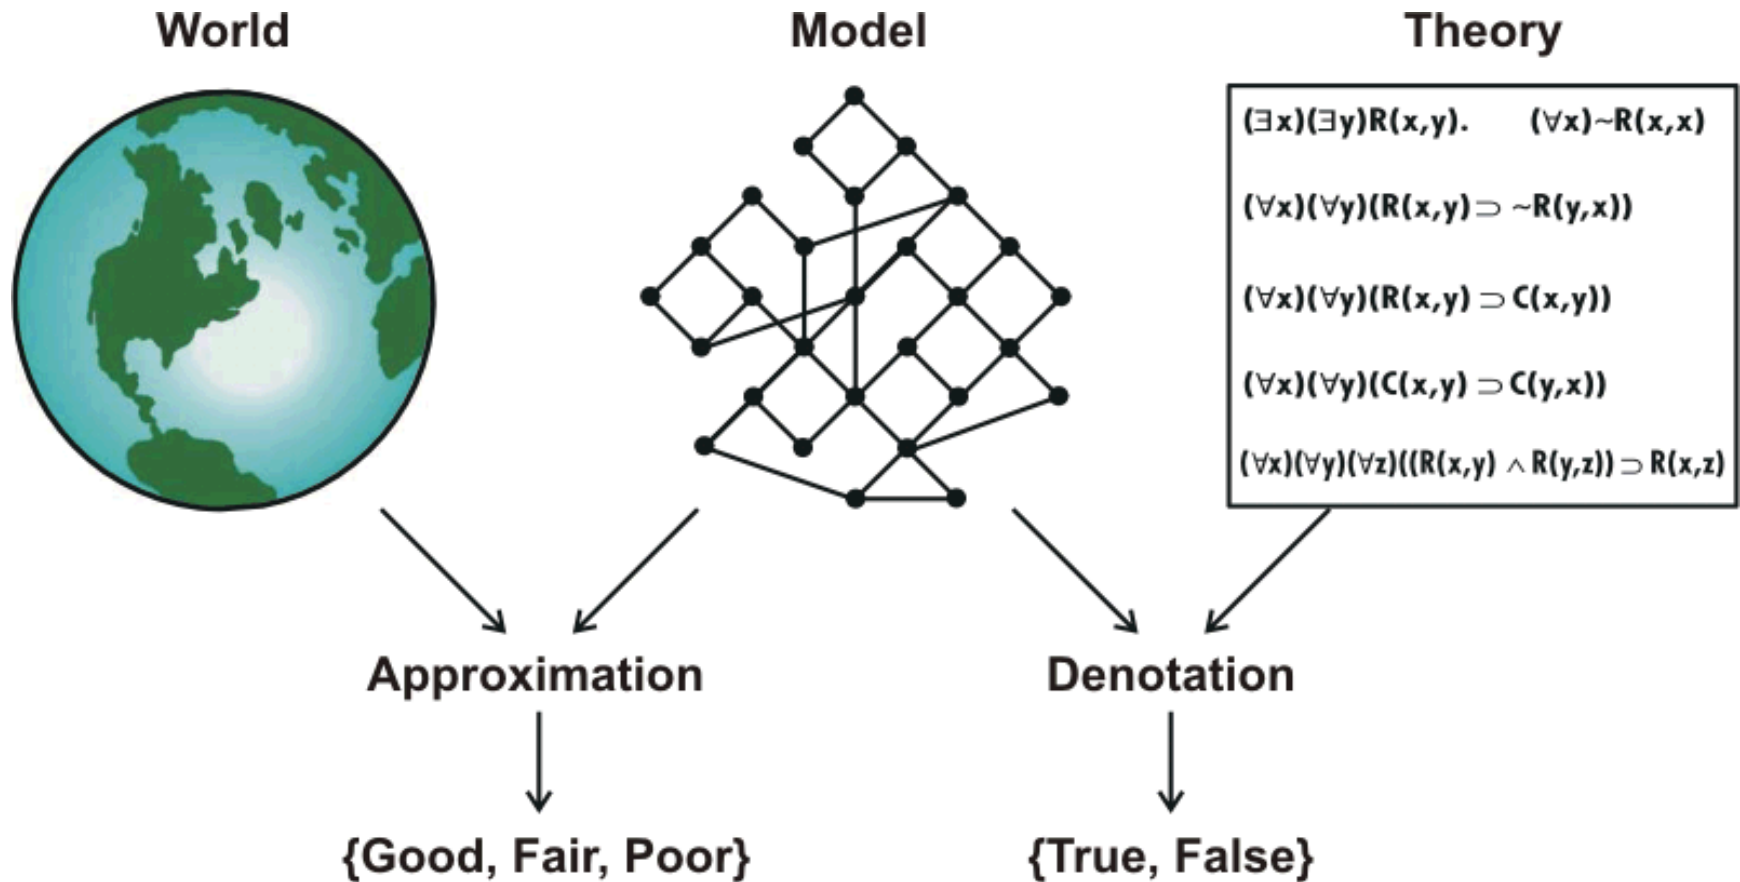 World
Model
Theory
(∃x)(∃y)R(x,y). (∀x)~R(x,x)
(∀x)(∀y)(R(x,y) ⊃ ~R(y,x))
(∀x)(∀y)(R(x,y) ⊃ C(x,y))
(∀x)(∀y)(C(x,y) ⊃ C(y,x))
(∀x)(∀y)(∀z)((R(x,y) ∧ R(y,z)) ⊃ R(x,z)
Approximation
Denotation
{Good, Fair, Poor}
{True, False}